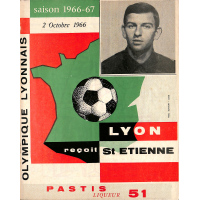 saison 1966-67
2 Octobre 1966
OLYMPIQUE LYONNAIS
LYON
reçoit St ETIENNE
PASTIS 51
LIQUEUR